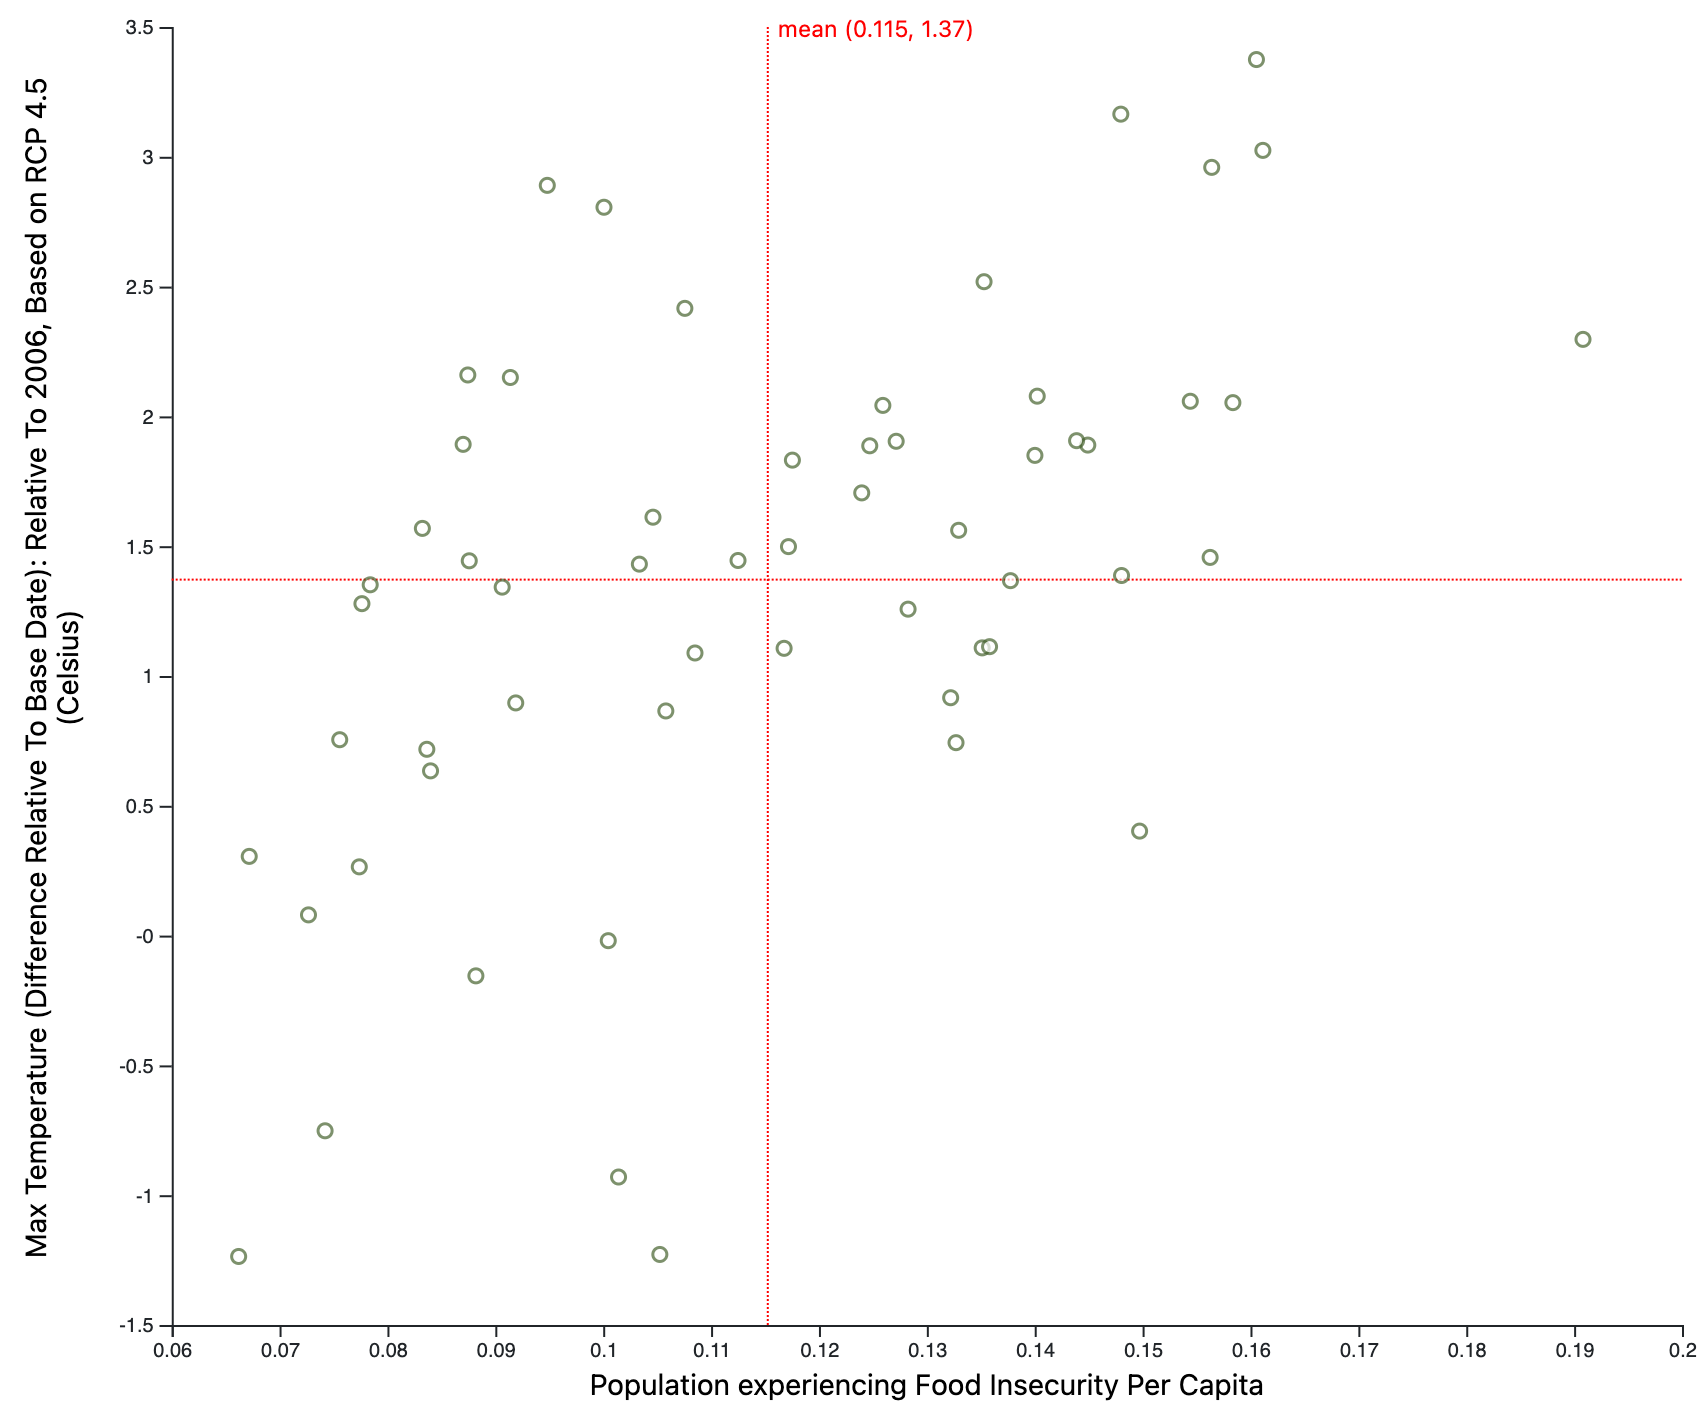 mean (0.115, 1.37)
Max Temperature (Difference Relative To Base Date): Relative To 2006, Based on RCP 4.5
(Celsius)
3.5
3
2.5
2
1.5
1
0.5
-0
-0.5
-1
-1.5
0.06 0.07 0.08 0.09 0.1 0.11 0.12 0.13 0.14 0.15 0.16 0.17 0.18 0.19 0.2
Population experiencing Food Insecurity Per Capita